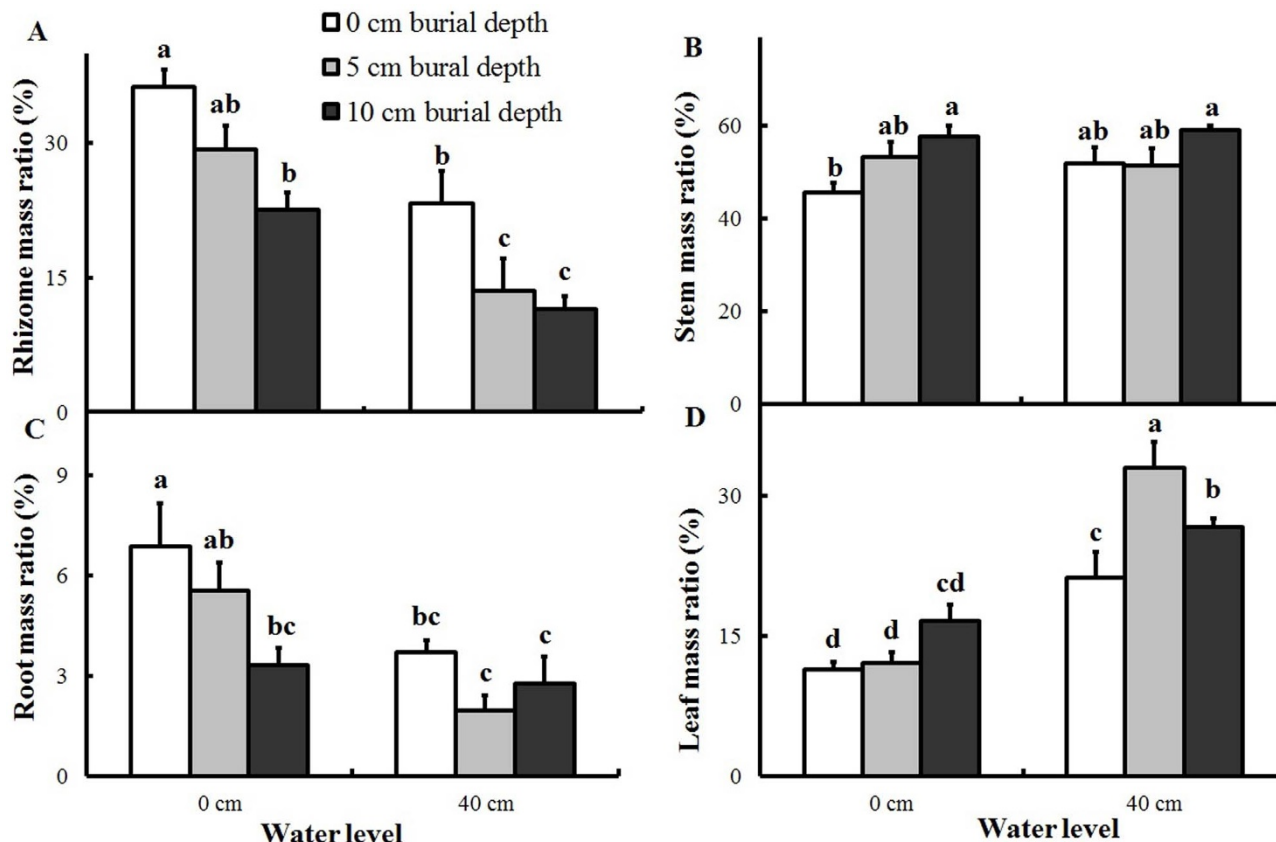 A
0 cm burial depth
5 cm bural depth
10 cm burial depth
Rhizome mass ratio (%)
30
15
0
a
ab
b
b
c
c
B
Stem mass ratio (%)
60
40
20
0
b
ab
a
ab
ab
a
C
Root mass ratio (%)
9
6
3
0
a
ab
bc
bc
c
c
0 cm
40 cm
Water level
D
Leaf mass ratio (%)
30
15
0
d
d
cd
c
a
b
0 cm
40 cm
Water level